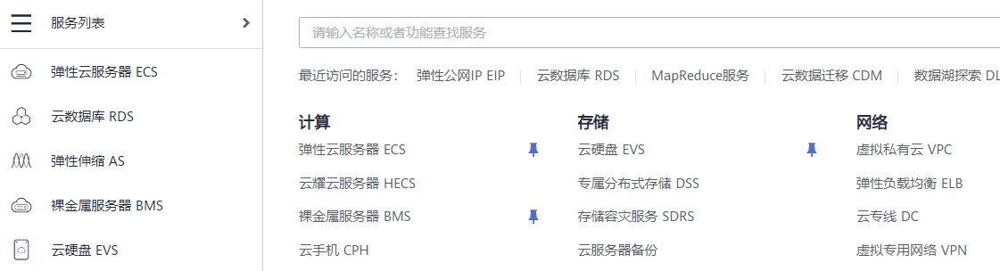 服务列表
弹性云服务器 ECS
云数据库 RDS
弹性伸缩 AS
裸金属服务器 BMS
云硬盘 EVS
请输入名称或者功能查找服务
最近访问的服务： 弹性公网IP EIP 云数据库 RDS MapReduce服务 云数据迁移 CDM 数据湖探索 DL
计算
弹性云服务器 ECS
云耀云服务器 HECS
裸金属服务器 BMS
云手机 CPH
存储
云硬盘 EVS
专属分布式存储 DSS
存储容灾服务 SDRS
云服务器备份
网络
虚拟私有云 VPC
弹性负载均衡 ELB
云专线 DC
虚拟专用网络 VPN